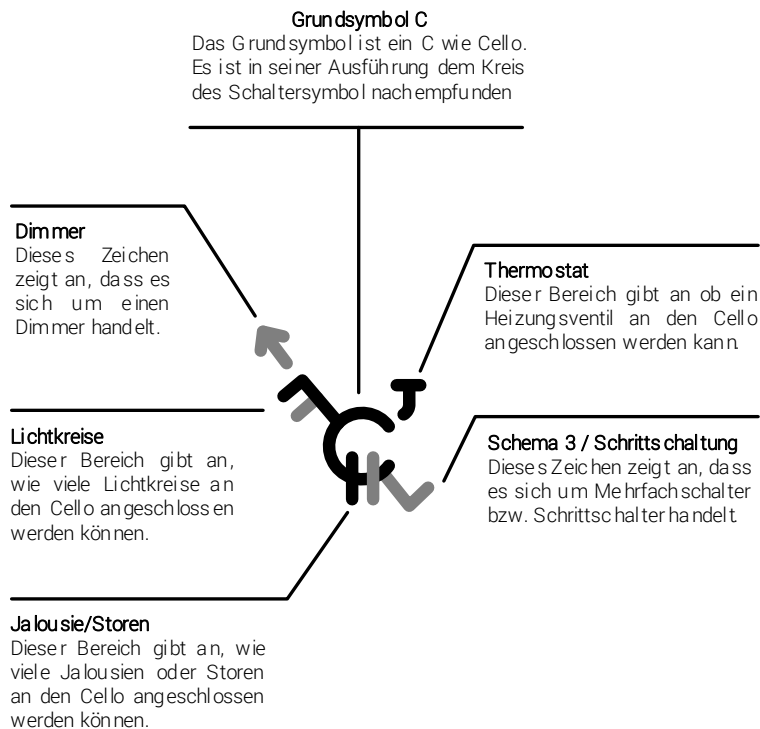 Grundsymbol C
Das Grundsymbol ist ein C wie Cello.
Es ist in seiner Ausführung dem Kreis
des Schaltersymbol nachempfunden
Dimmer
Dieses Zeichen
zeigt an, dass es
sich um einen
Dimmer handelt.
Thermostat
Dieser Bereich gibt an ob ein
Heizungsventil an den Cello
angeschlossen werden kann.
Lichtkreise
Dieser Bereich gibt an,
wie viele Lichtkreise an
den Cello angeschlossen
werden können.
Schema 3 / Schrittschaltung
Dieses Zeichen zeigt an, dass
es sich um Mehrfachschalter
bzw. Schrittschalter handelt.
Jalousie/Storen
Dieser Bereich gibt an, wie
viele Jalousien oder Storen
an den Cello angeschlossen
werden können.